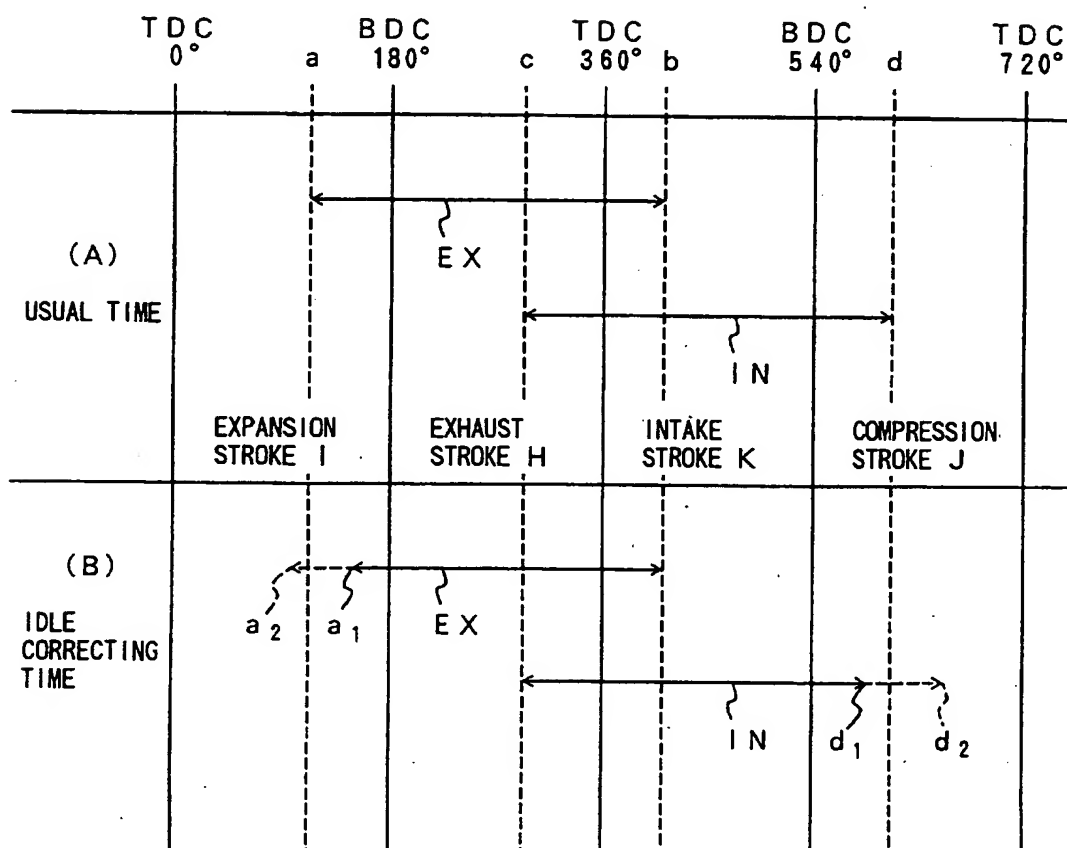 TDC BDC TDC BDC TDC
0° a 180° c 360° b 540° d 720°
EX
(A)
USUAL TIME
IN
EXPANSION STROKE I
EXHAUST STROKE H
INTAKE STROKE K
COMPRESSION STROKE J
(B)
a2 a1 EX
IDLE
CORRECTING
TIME
IN d1 d2